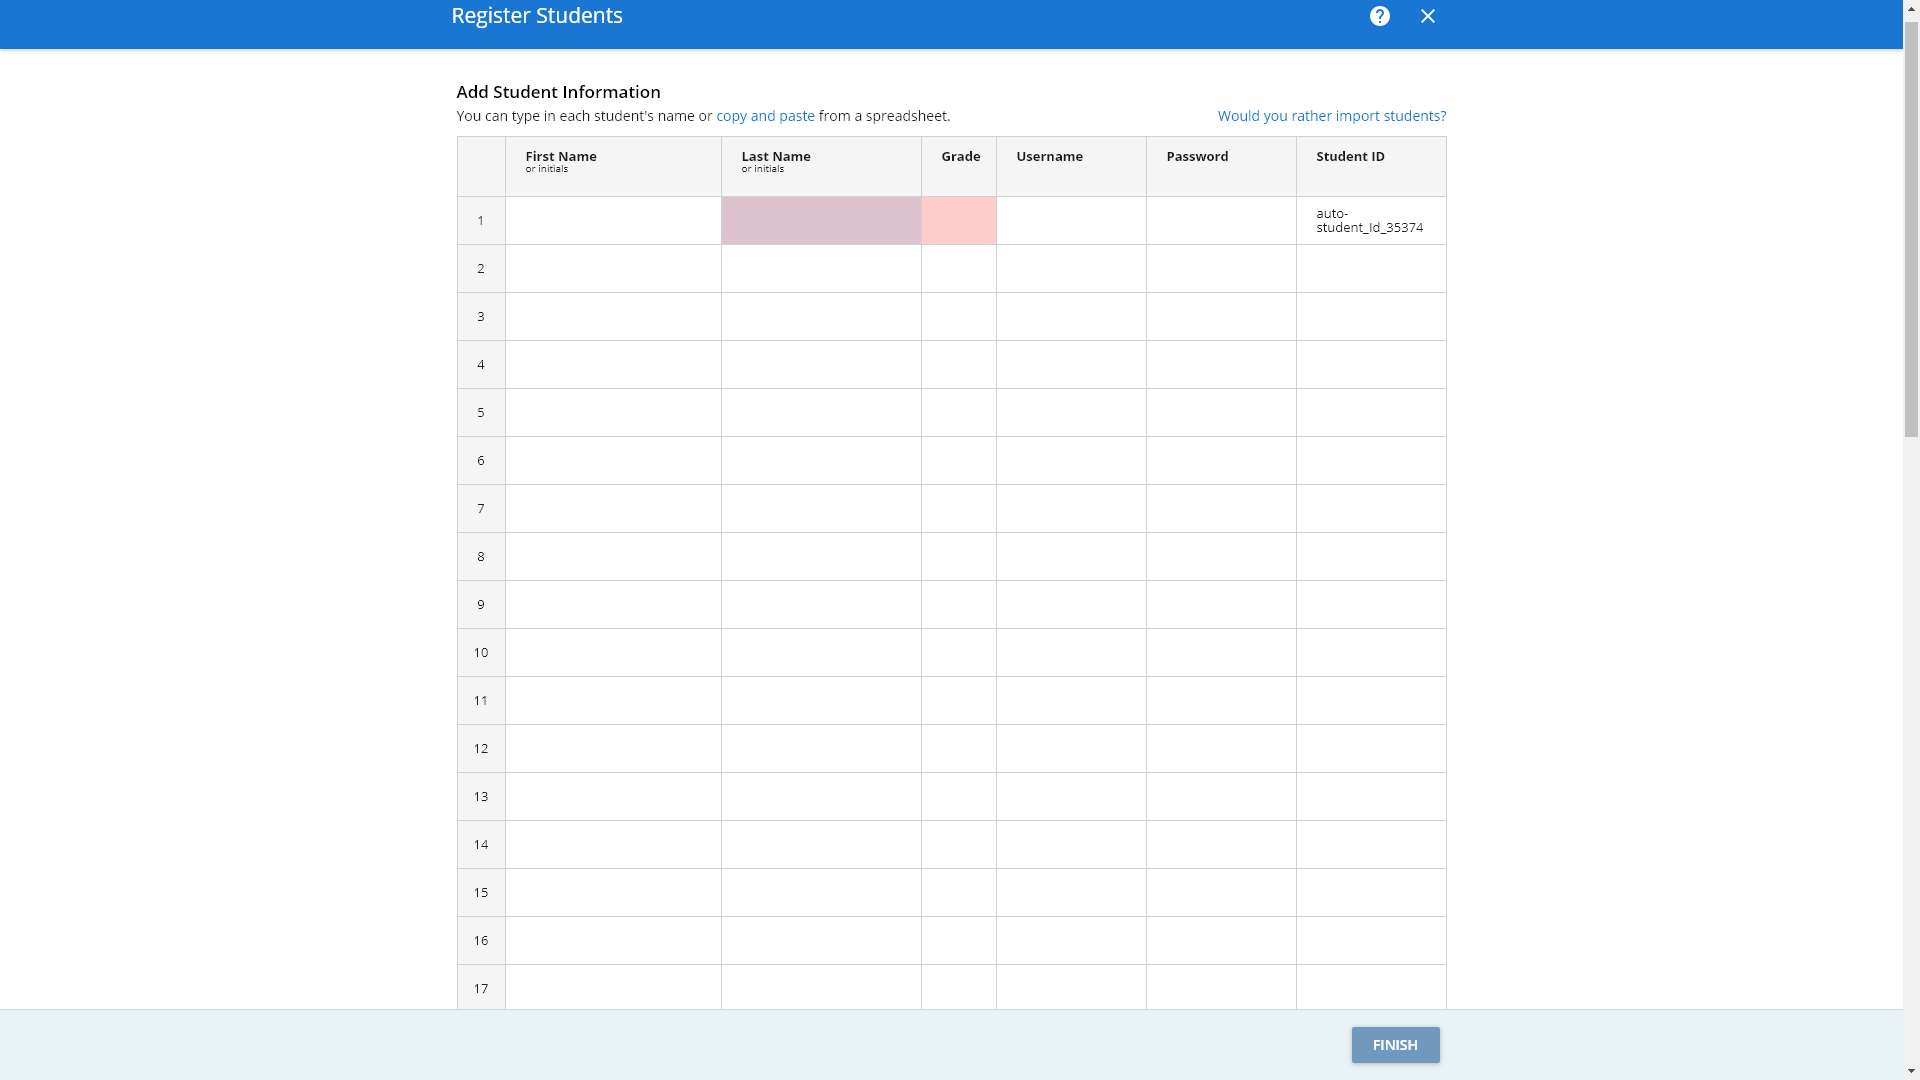 Register Students
Add Student Information
You can type in each student's name or copy and paste from a spreadsheet.
Would you rather import students?
First Name
or initials
Last Name
or initials
Grade
Username
Password
Student ID
1
auto-
student_Id_35374
2
3
4
5
6
7
8
9
10
11
12
13
14
15
16
17
FINISH